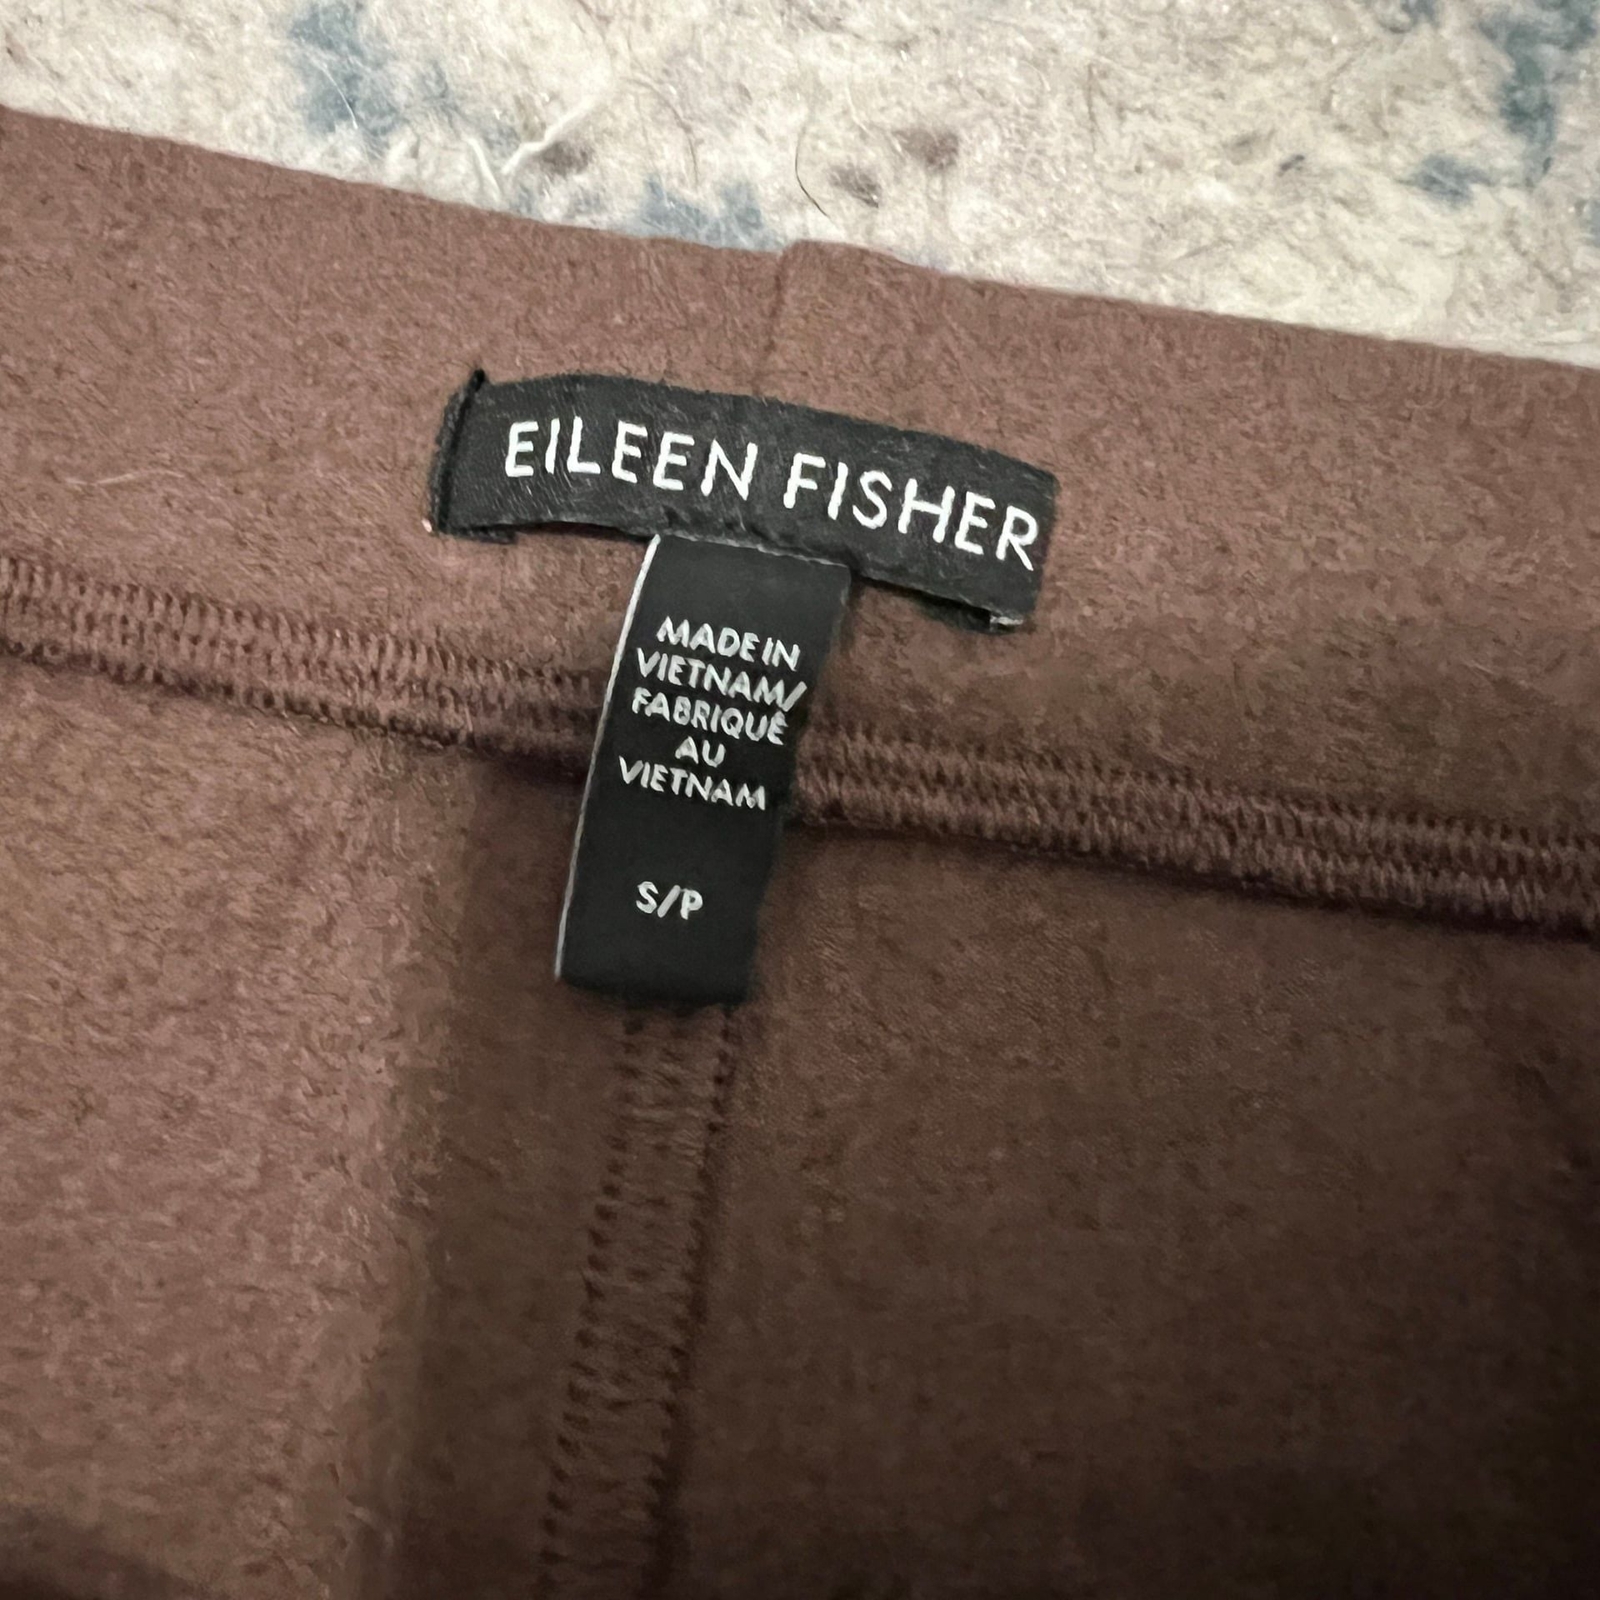 EILEEN FISHER
MADE IN
VIETNAM/
FABRIQUÉ
AU
VIETNAM
S/P